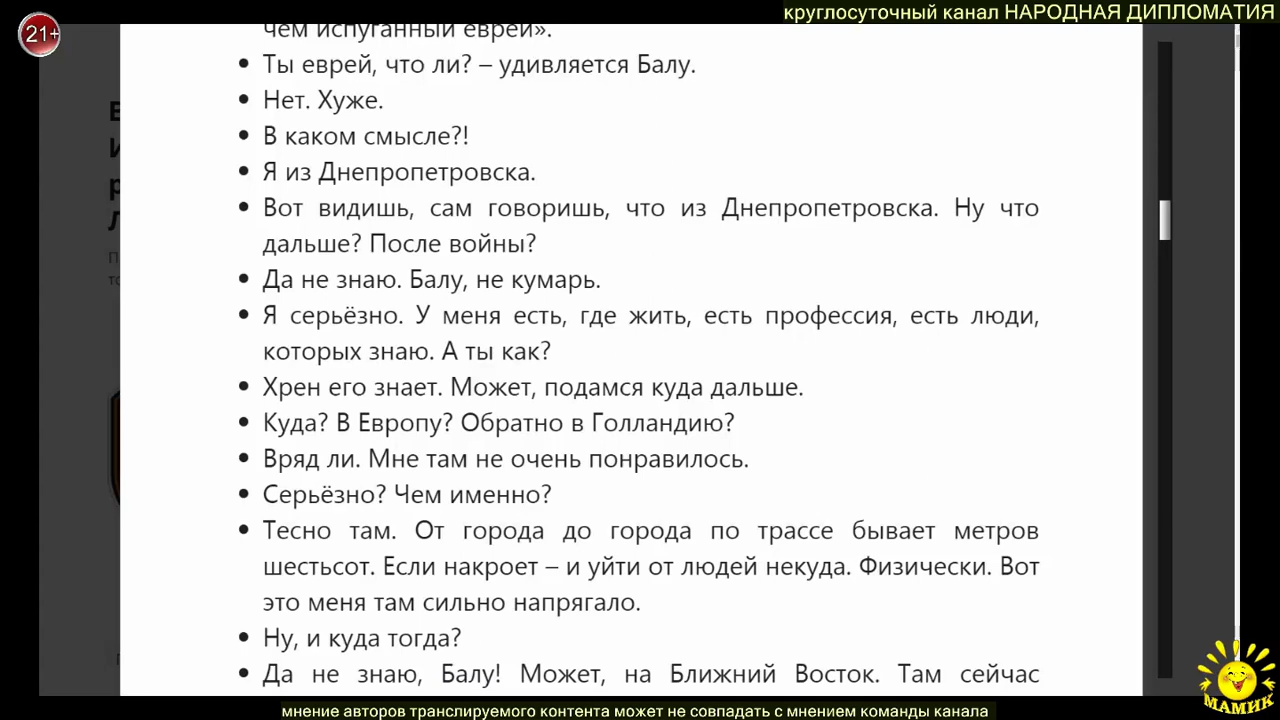 круглосуточный канал НАРОДНАЯ ДИПЛОМАТИЯ
21+
чем испуганный еврей».
• Ты еврей, что ли? – удивляется Балу.
• Нет. Хуже.
• В каком смысле?!
• Я из Днепропетровска.
• Вот видишь, сам говоришь, что из Днепропетровска. Ну что
дальше? После войны?
• Да не знаю. Балу, не кумарь.
• Я серьёзно. У меня есть, где жить, есть профессия, есть люди,
которых знаю. А ты как?
• Хрен его знает. Может, подамся куда дальше.
• Куда? В Европу? Обратно в Голландию?
• Вряд ли. Мне там не очень понравилось.
• Серьёзно? Чем именно?
• Тесно там. От города до города по трассе бывает метров
шестьсот. Если накроет – и уйти от людей некуда. Физически. Вот
это меня там сильно напрягало.
• Ну, и куда тогда?
• Да не знаю, Балу! Может, на Ближний Восток. Там сейчас
МАМИК
мнение авторов транслируемого контента может не совпадать с мнением команды канала